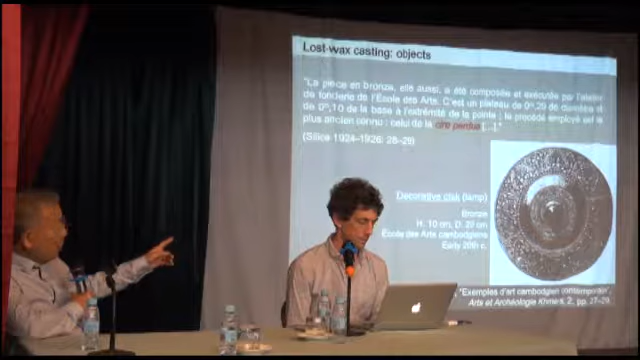 Lost-wax casting: objects
"La pièce en bronze, elle aussi, a été composée et exécutée par l'atelier
de fonderie de l'École des Arts. C'est un plateau de 0ᵐ,20 de diamètre et
de 0ᵐ,10 de la base à l'extrémité de la pointe ; le procédé employé est le
plus ancien connu : celui de la cire perdue [...]."
(Silice 1924-1926: 28-29)
Decorative disk (lamp)
Bronze
H. 10 cm, D. 20 cm
École des Arts cambodgiens
Early 20th c.
"Exemples d'art cambodgien contemporain",
Arts et Archéologie Khmers, 2, pp. 27-29.